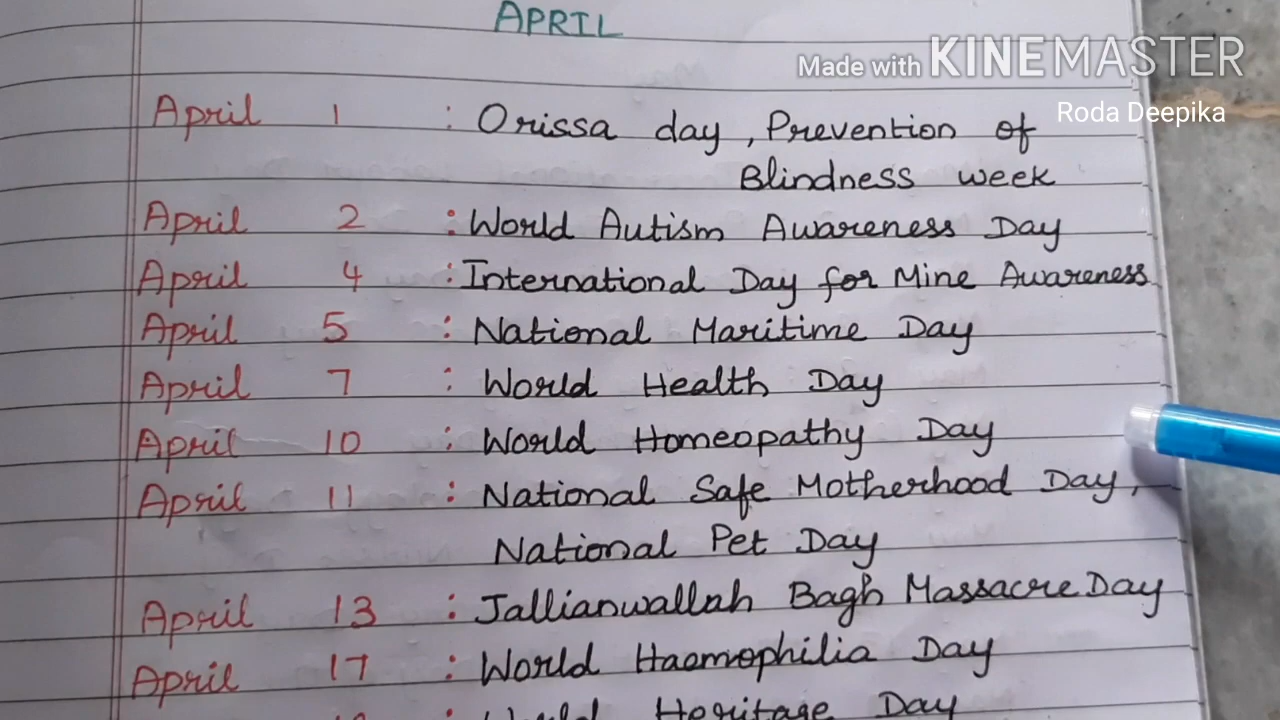 APRIL
Made with KINEMASTER
Roda Deepika
April 1 : Orissa day, Prevention of
Blindness week
April 2 : World Autism Awareness Day
April 4 : International Day for Mine Awareness
April 5 : National Maritime Day
April 7 : World Health Day
April 10 : World Homeopathy Day
April 11 : National Safe Motherhood Day,
National Pet Day
April 13 : Jallianwallah Bagh Massacre Day
April 17 : World Haemophilia Day
: World Heritage Day